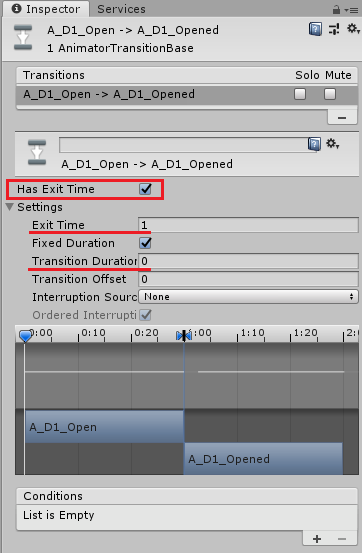 Inspector Services
A_D1_Open -> A_D1_Opened
1 AnimatorTransitionBase
Transitions Solo Mute
A_D1_Open -> A_D1_Opened
A_D1_Open -> A_D1_Opened
Has Exit Time
Settings
Exit Time 1
Fixed Duration
Transition Duration 0
Transition Offset 0
Interruption Sourc None
Ordered Interrupti
0:00 0:10 0:20 :00 1:10 1:20 2:0
A_D1_Open
A_D1_Opened
Conditions
List is Empty